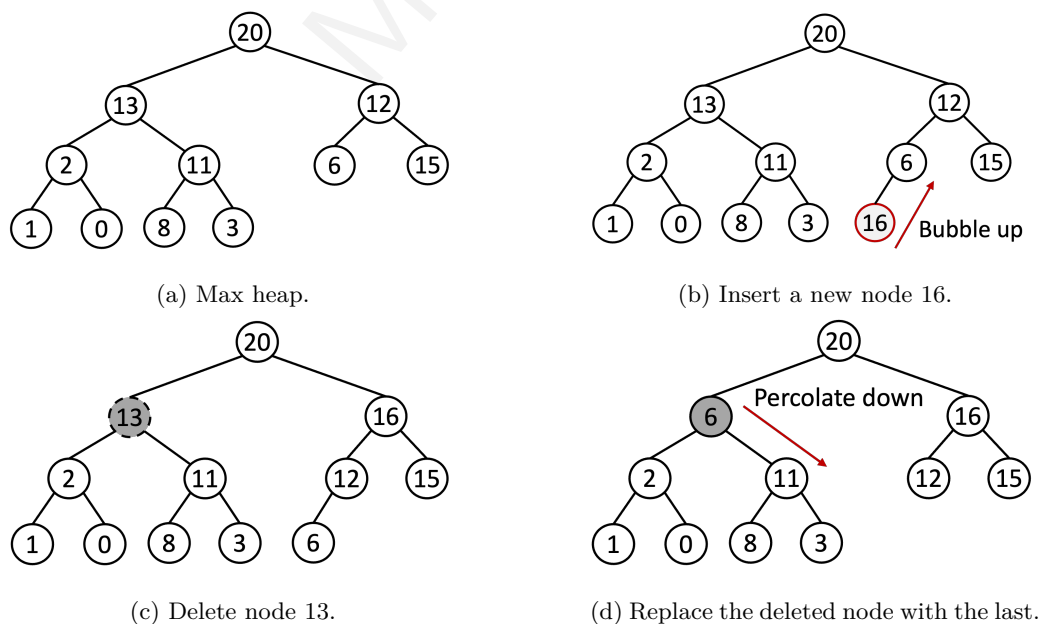 20 20
13 12 13 12
2 11 6 15 2 11 6 15
1 0 8 3 1 0 8 3 16 Bubble up
(a) Max heap. (b) Insert a new node 16.
20 20
13 16 6 Percolate down 16
2 11 12 15 2 11 12 15
1 0 8 3 6 1 0 8 3
(c) Delete node 13. (d) Replace the deleted node with the last.